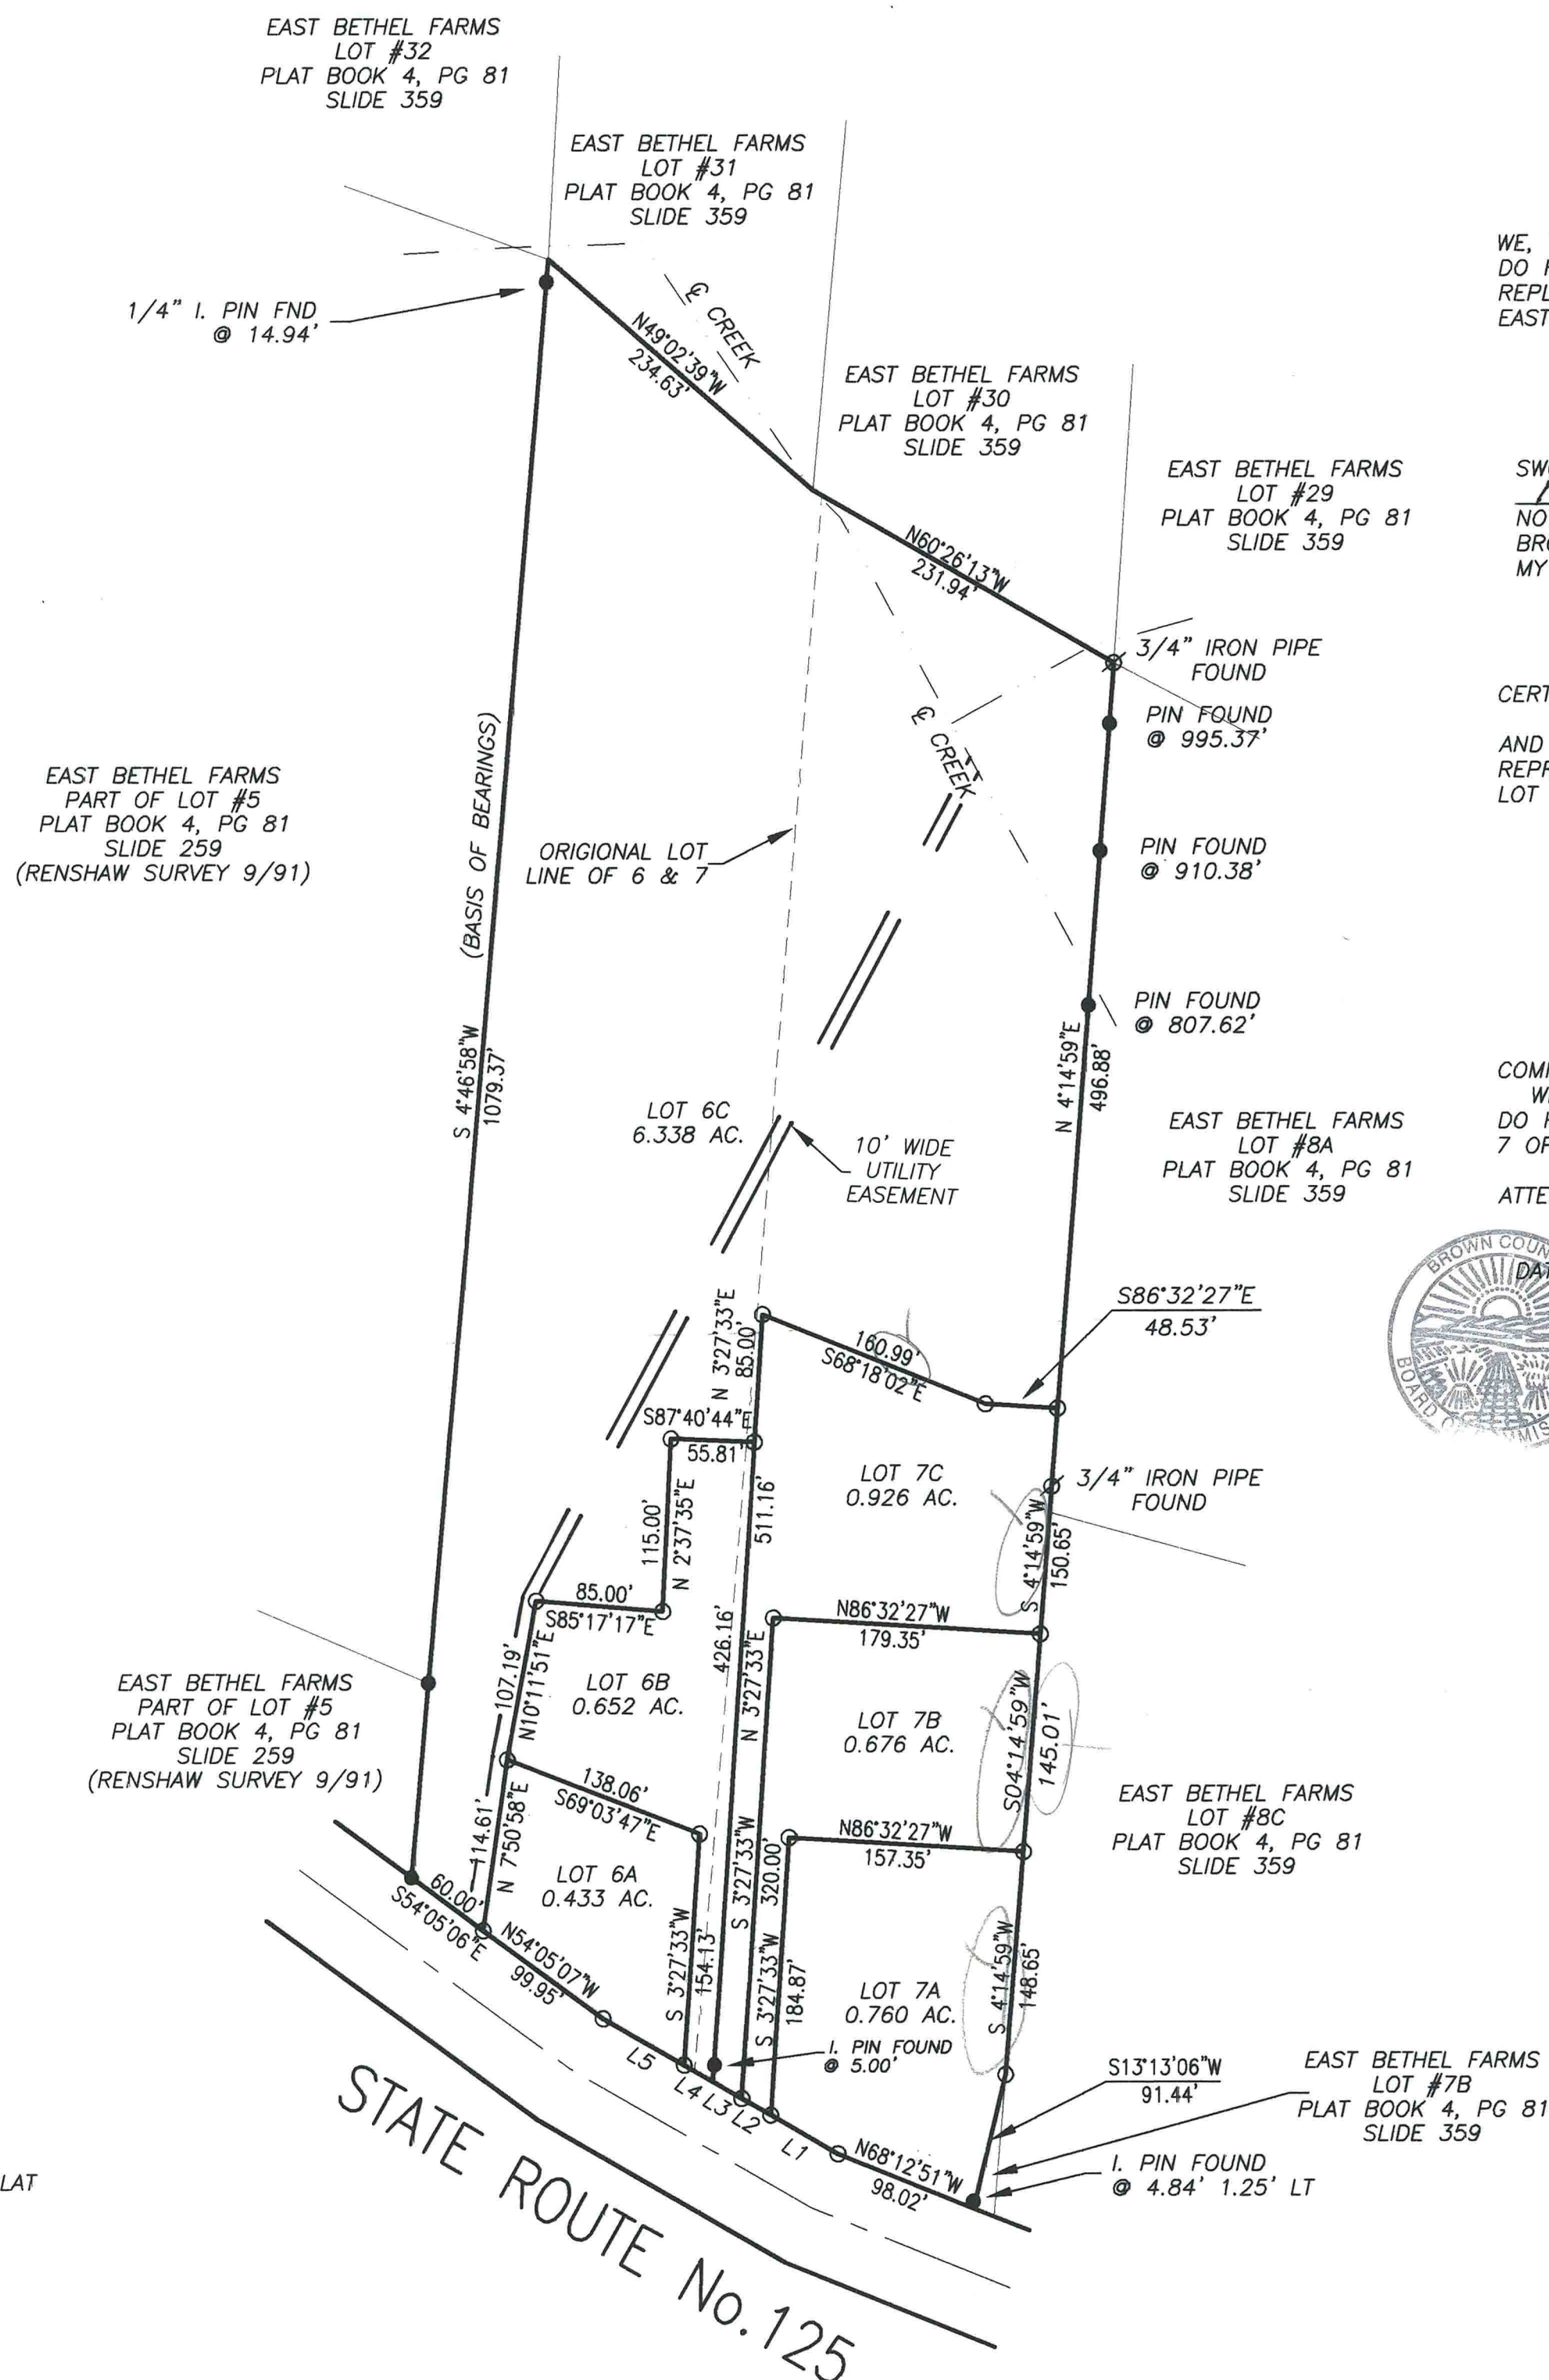 EAST BETHEL FARMS
LOT #32
PLAT BOOK 4, PG 81
SLIDE 359
EAST BETHEL FARMS
LOT #31
PLAT BOOK 4, PG 81
SLIDE 359
1/4" I. PIN FND
@ 14.94'
N49°02'39"W
234.63'
℄ CREEK
EAST BETHEL FARMS
LOT #30
PLAT BOOK 4, PG 81
SLIDE 359
WE,
DO
REPL
EAST
EAST BETHEL FARMS
LOT #29
PLAT BOOK 4, PG 81
SLIDE 359
N60°26'13"W
231.94'
NO
BRO
MY
3/4" IRON PIPE
FOUND
PIN FOUND
@ 995.37'
CERT
AND
REPR
LOT
℄ CREEK
EAST BETHEL FARMS
PART OF LOT #5
PLAT BOOK 4, PG 81
SLIDE 259
(RENSHAW SURVEY 9/91)
(BASIS OF BEARINGS)
S 4°46'58"W
1079.37'
ORIGIONAL LOT
LINE OF 6 & 7
PIN FOUND
@ 910.38'
PIN FOUND
@ 807.62'
N 4°14'59"E
496.88'
LOT 6C
6.338 AC.
10' WIDE
UTILITY
EASEMENT
EAST BETHEL FARMS
LOT #8A
PLAT BOOK 4, PG 81
SLIDE 359
COMM
DO
7 OF
ATTE
BROWN COUN
DAT
BOARD
S86°32'27"E
48.53'
N 3°27'33"E
85.00'
160.99'
S68°18'02"E
S87°40'44"E
55.81'
LOT 7C
0.926 AC.
3/4" IRON PIPE
FOUND
511.16'
115.00'
N 2°37'35"E
S 4°14'59"W
150.65'
85.00'
S85°17'17"E
N86°32'27"W
179.35'
107.19'
N10°11'51"E
426.16'
N 3°27'33"E
LOT 6B
0.652 AC.
LOT 7B
0.676 AC.
S04°14'59"W
145.01'
EAST BETHEL FARMS
PART OF LOT #5
PLAT BOOK 4, PG 81
SLIDE 259
(RENSHAW SURVEY 9/91)
138.06'
S69°03'47"E
N86°32'27"W
157.35'
EAST BETHEL FARMS
LOT #8C
PLAT BOOK 4, PG 81
SLIDE 359
114.61'
N 7°50'58"E
LOT 6A
0.433 AC.
S 3°27'33"W
320.00'
60.00'
S54°05'06"E
N54°05'07"W
99.95'
S 3°27'33"W
154.13'
S 3°27'33"W
184.87'
LOT 7A
0.760 AC.
S 4°14'59"W
148.65'
I. PIN FOUND
@ 5.00'
L5
L4
L3
L2
L1
N68°12'51"W
98.02'
S13°13'06"W
91.44'
EAST BETHEL FARMS
LOT #7B
PLAT BOOK 4, PG 81
SLIDE 359
I. PIN FOUND
@ 4.84' 1.25' LT
LAT
STATE ROUTE No. 125